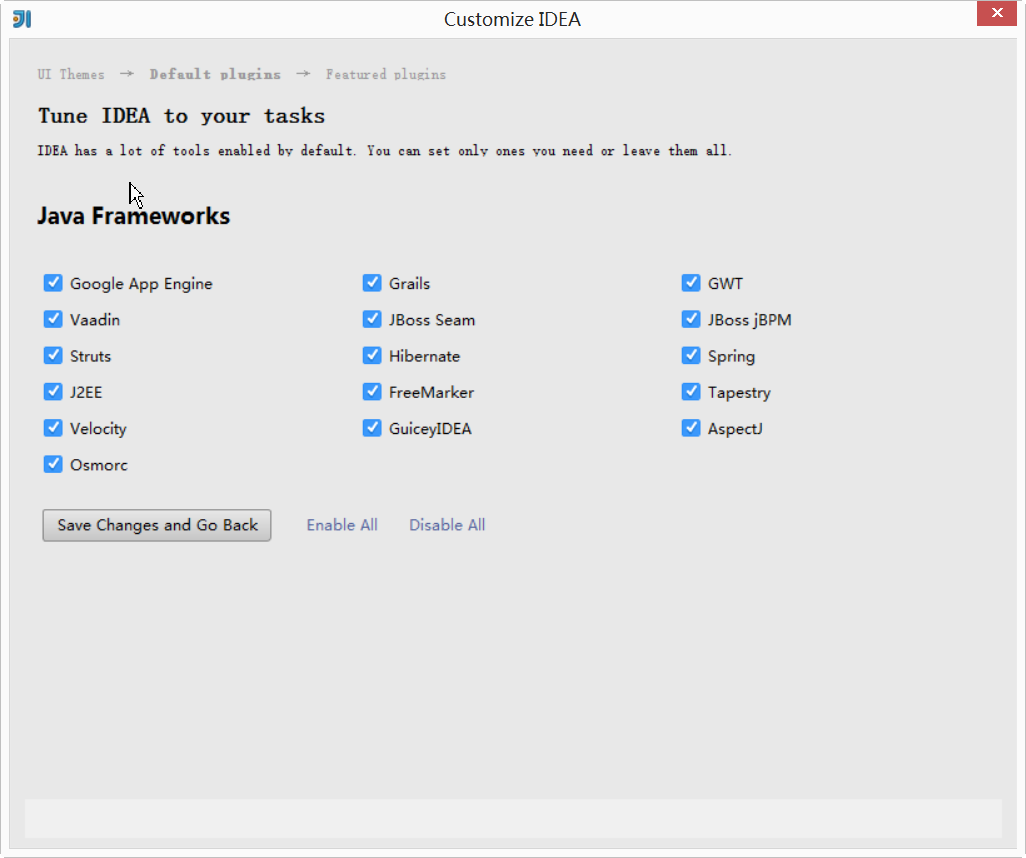 Customize IDEA
UI Themes → Default plugins → Featured plugins
Tune IDEA to your tasks
IDEA has a lot of tools enabled by default. You can set only ones you need or leave them all.
Java Frameworks
Google App Engine Grails GWT
Vaadin JBoss Seam JBoss jBPM
Struts Hibernate Spring
J2EE FreeMarker Tapestry
Velocity GuiceyIDEA AspectJ
Osmorc
Save Changes and Go Back Enable All Disable All